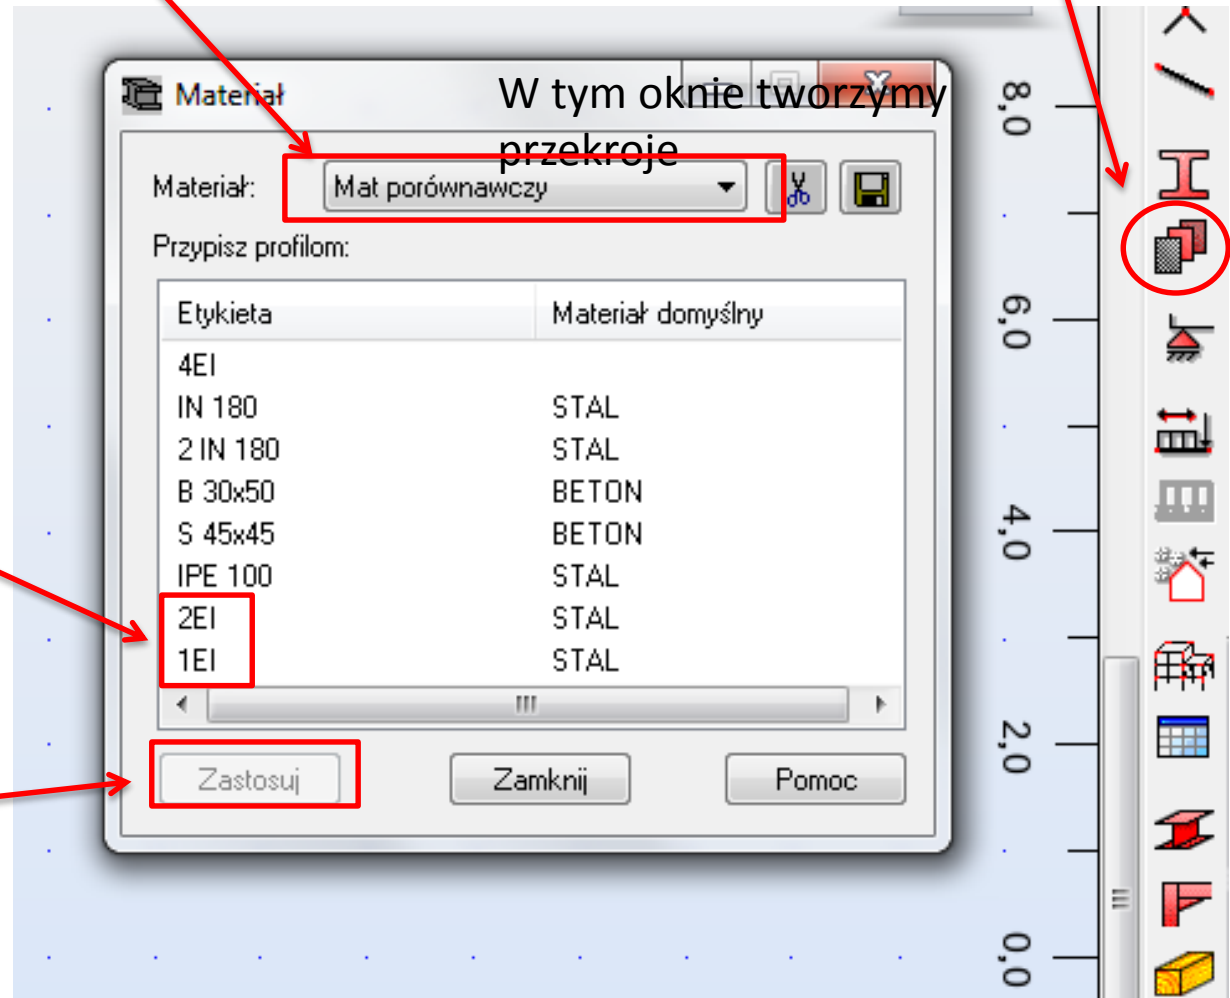 Materiał
W tym oknie tworzymy
przekroje
Materiał: Mat porównawczy
Przypisz profilom:
Etykieta Materiał domyślny
4EI
IN 180 STAL
2 IN 180 STAL
B 30x50 BETON
S 45x45 BETON
IPE 100 STAL
2EI STAL
1EI STAL
Zastosuj Zamknij Pomoc
8,0
6,0
4,0
2,0
0,0